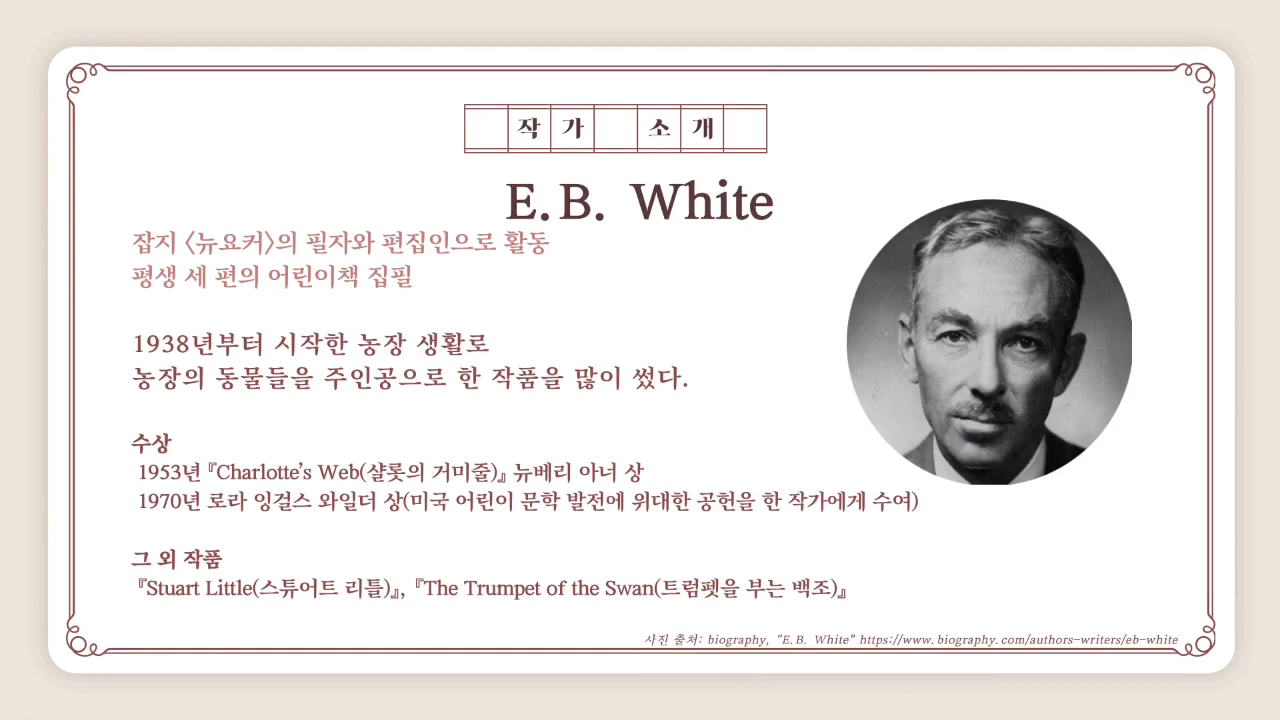 작가 소개
E.B. White
잡지 〈뉴요커〉의 필자와 편집인으로 활동
평생 세 편의 어린이책 집필
1938년부터 시작한 농장 생활로
농장의 동물들을 주인공으로 한 작품을 많이 썼다.
수상
1953년 『Charlotte’s Web(샬롯의 거미줄)』 뉴베리 아너 상
1970년 로라 잉걸스 와일더 상(미국 어린이 문학 발전에 위대한 공헌을 한 작가에게 수여)
그 외 작품
『Stuart Little(스튜어트 리틀)』, 『The Trumpet of the Swan(트럼펫을 부는 백조)』
사진 출처: biography, "E.B. White" https://www.biography.com/authors-writers/eb-white